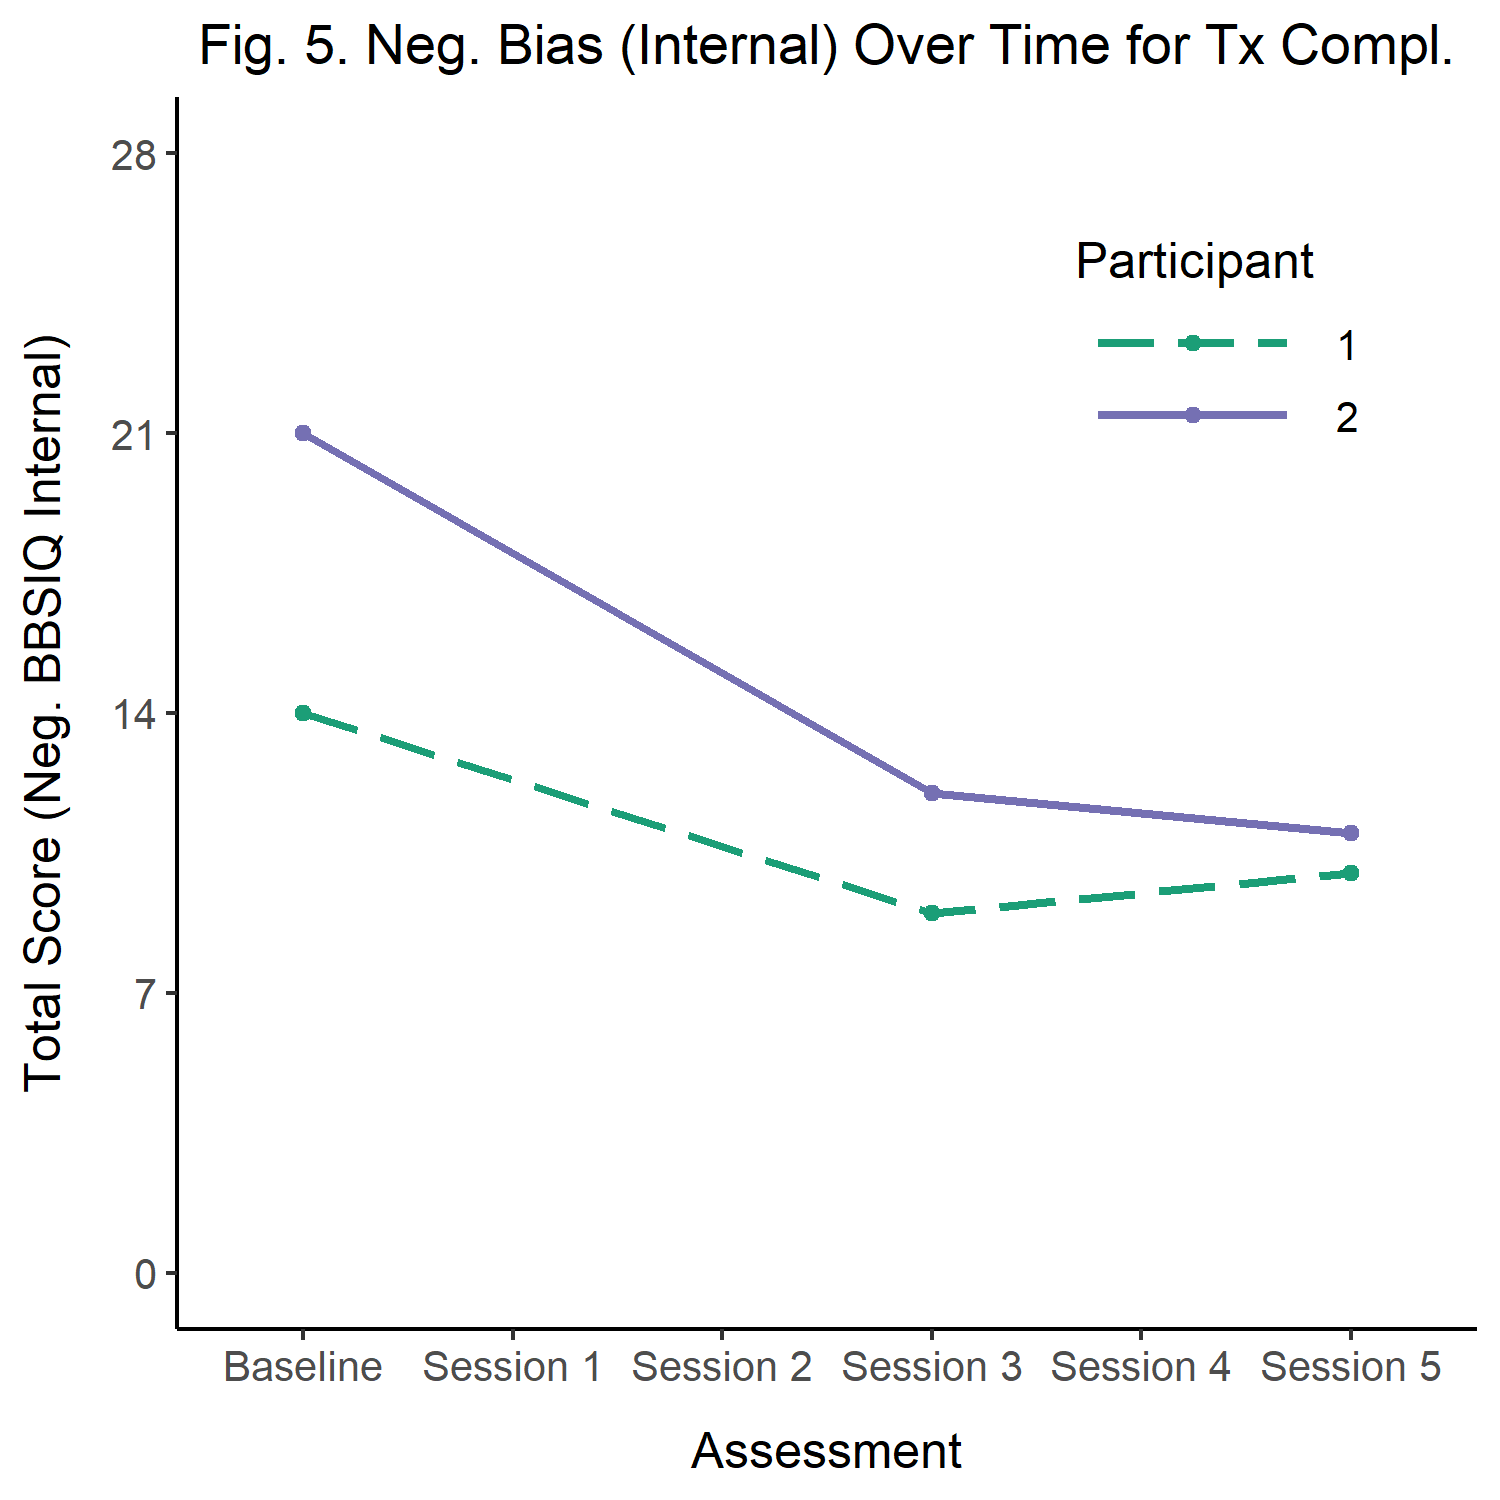 Fig. 5. Neg. Bias (Internal) Over Time for Tx Compl.
Total Score (Neg. BBSIQ Internal)
28
21
14
7
0
Participant
1
2
Baseline Session 1 Session 2 Session 3 Session 4 Session 5
Assessment